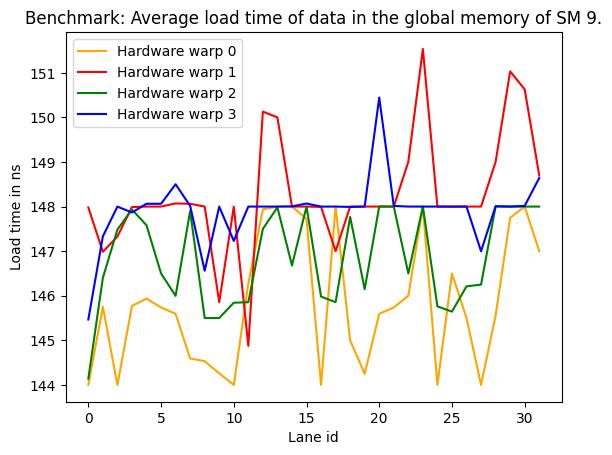 Benchmark: Average load time of data in the global memory of SM 9.
Hardware warp 0
Hardware warp 1
Hardware warp 2
Hardware warp 3
Load time in ns
151
150
149
148
147
146
145
144
0 5 10 15 20 25 30
Lane id